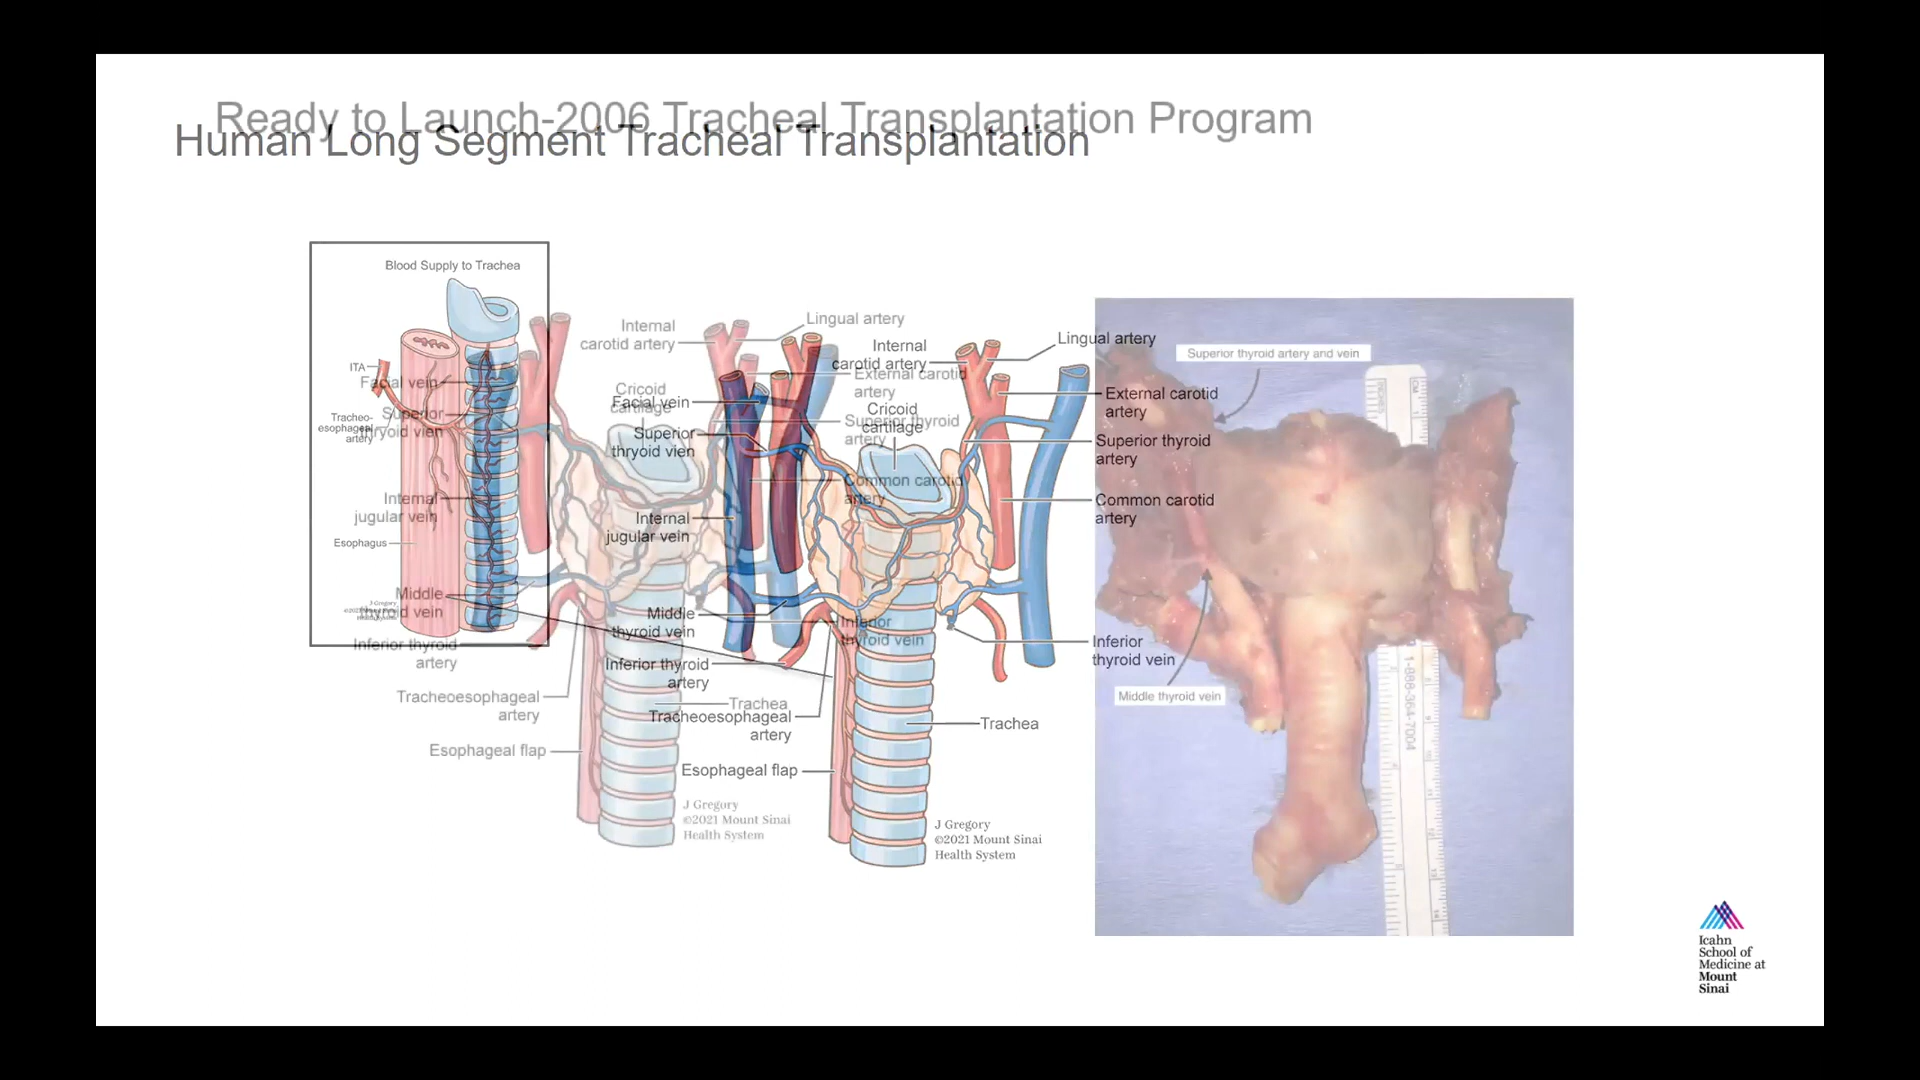 Ready to Launch-2006 Tracheal Transplantation Program
Human Long Segment Tracheal Transplantation
Blood Supply to Trachea
ITA
Tracheo-
esophageal
artery
Esophagus
Facial vein
Superior
thryoid vien
Internal
jugular vein
Middle
thyroid vein
Inferior thyroid
artery
Tracheoesophageal
artery
Esophageal flap
Internal
carotid artery
Cricoid
cartilage
Lingual artery
External carotid
artery
Superior thyroid
artery
Common carotid
artery
Inferior
thyroid vein
Trachea
J Gregory
©2021 Mount Sinai
Health System
Facial vein
Superior
thryoid vien
Internal
jugular vein
Middle
thyroid vein
Inferior thyroid
artery
Tracheoesophageal
artery
Esophageal flap
Internal
carotid artery
Cricoid
cartilage
Lingual artery
External carotid
artery
Superior thyroid
artery
Common carotid
artery
Inferior
thyroid vein
Trachea
J Gregory
©2021 Mount Sinai
Health System
Superior thyroid artery and vein
Middle thyroid vein
1-888-364-7004
Icahn
School of
Medicine at
Mount
Sinai